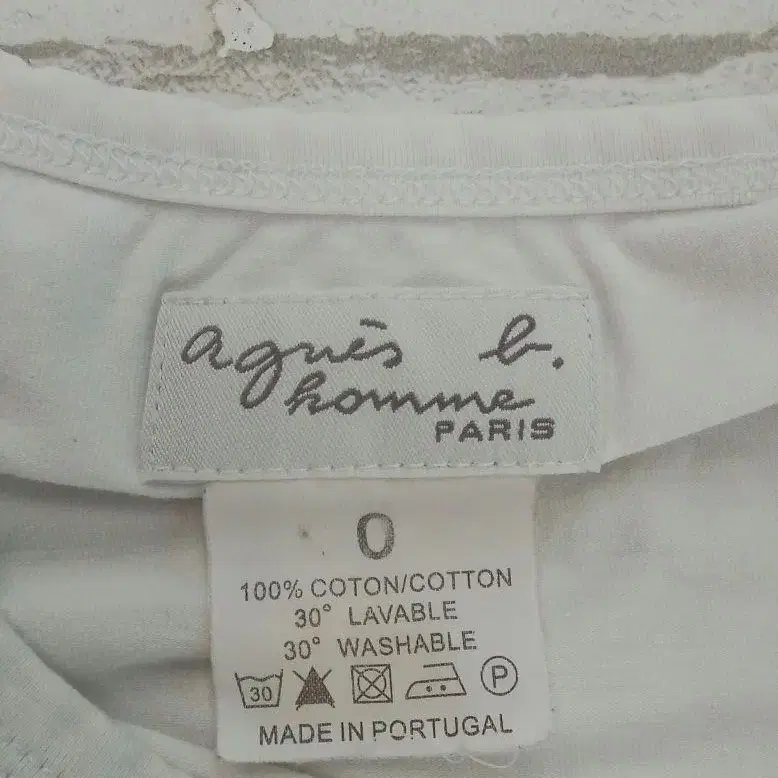 agnès b.
homme
PARIS
0
100% COTON/COTTON
30° LAVABLE
30° WASHABLE
30 P
MADE IN PORTUGAL